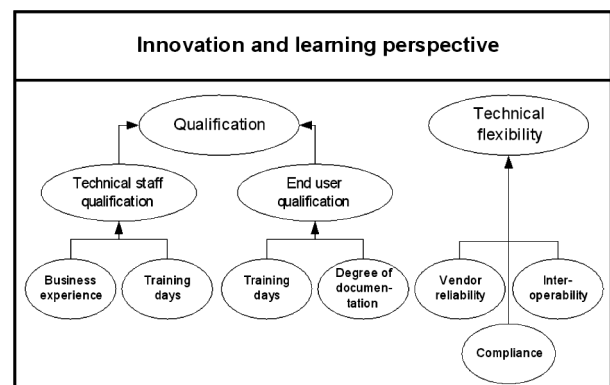 Innovation and learning perspective
Qualification
Technical
flexibility
Technical staff
qualification
End user
qualification
Business
experience
Training
days
Training
days
Degree of
documen-
tation
Vendor
reliability
Inter-
operability
Compliance